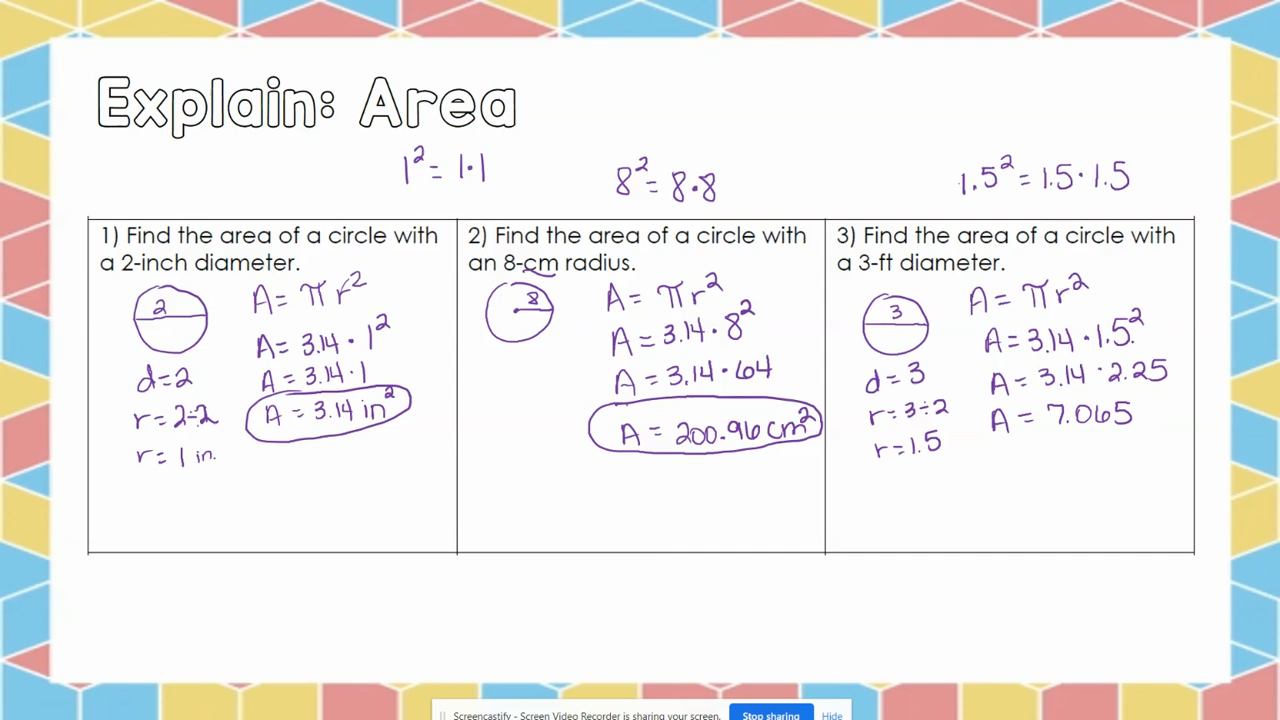 Explain: Area
1² = 1·1
8² = 8·8
1.5² = 1.5·1.5
1) Find the area of a circle with
a 2-inch diameter.
2
A = πr²
A = 3.14 · 1²
A = 3.14 · 1
A = 3.14 in²
d=2
r= 2÷2
r= 1 in.
2) Find the area of a circle with
an 8-cm radius.
8
A = πr²
A = 3.14 · 8²
A = 3.14 · 64
A = 200.96 cm²
3) Find the area of a circle with
a 3-ft diameter.
3
A = πr²
A = 3.14 · 1.5²
A = 3.14 · 2.25
A = 7.065
d=3
r= 3÷2
r=1.5
Screencastify - Screen Video Recorder is sharing your screen.
Stop sharing
Hide